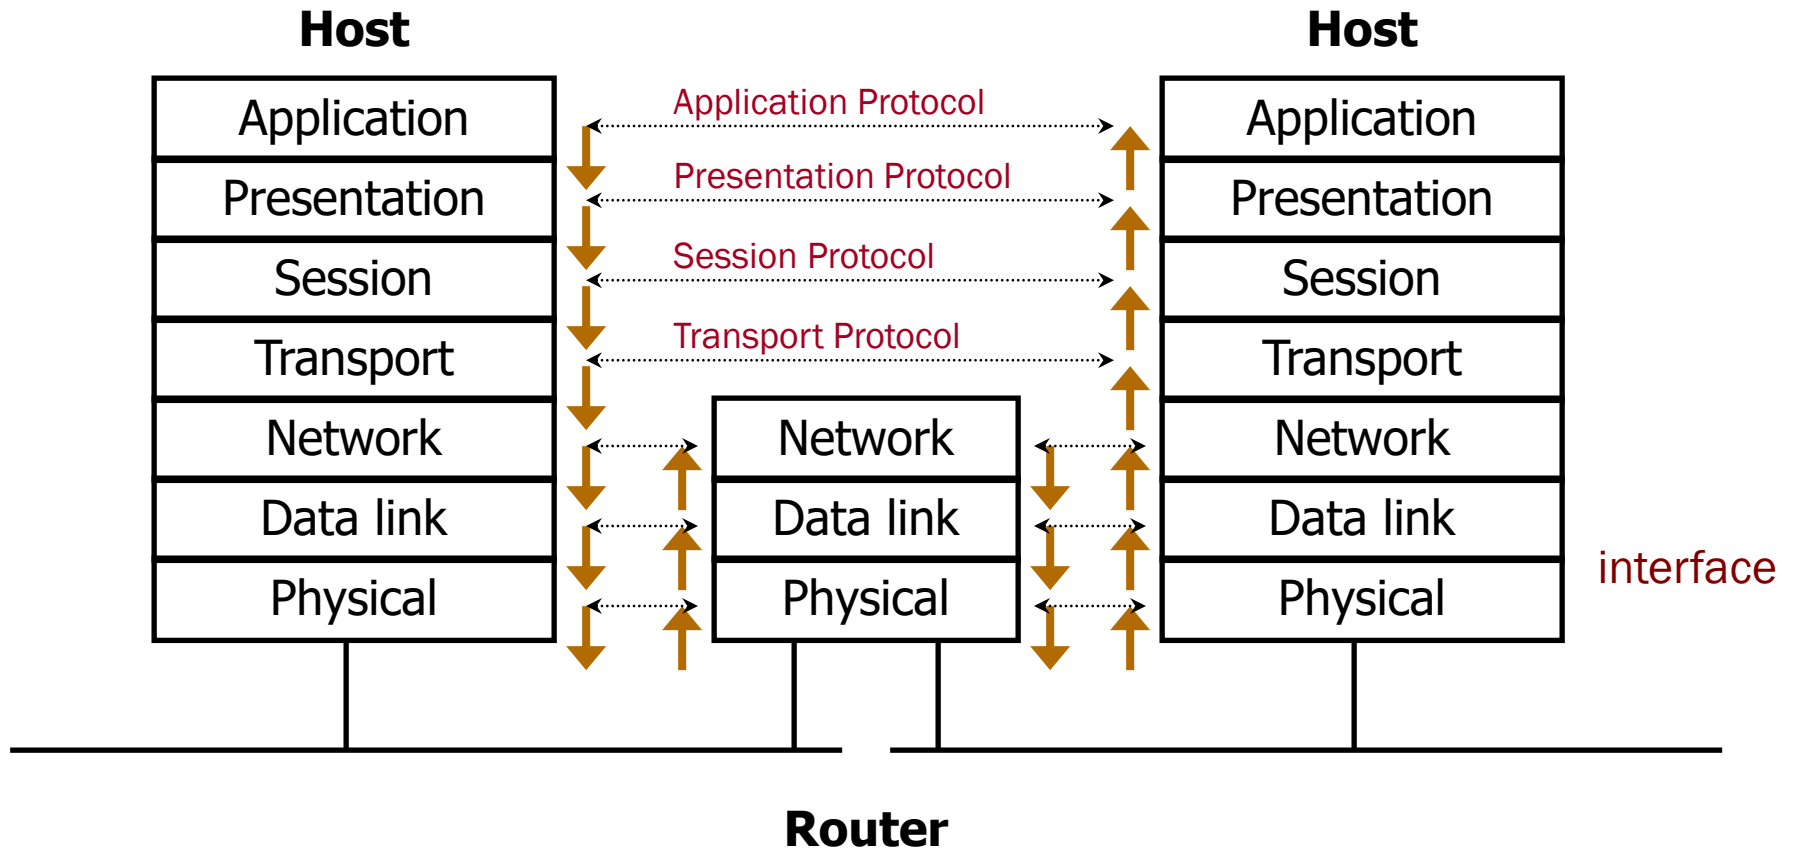 Host
Host
Application
Application Protocol
Application
Presentation
Presentation Protocol
Presentation
Session
Session Protocol
Session
Transport
Transport Protocol
Transport
Network
Network
Network
Data link
Data link
Data link
interface
Physical
Physical
Physical
Router